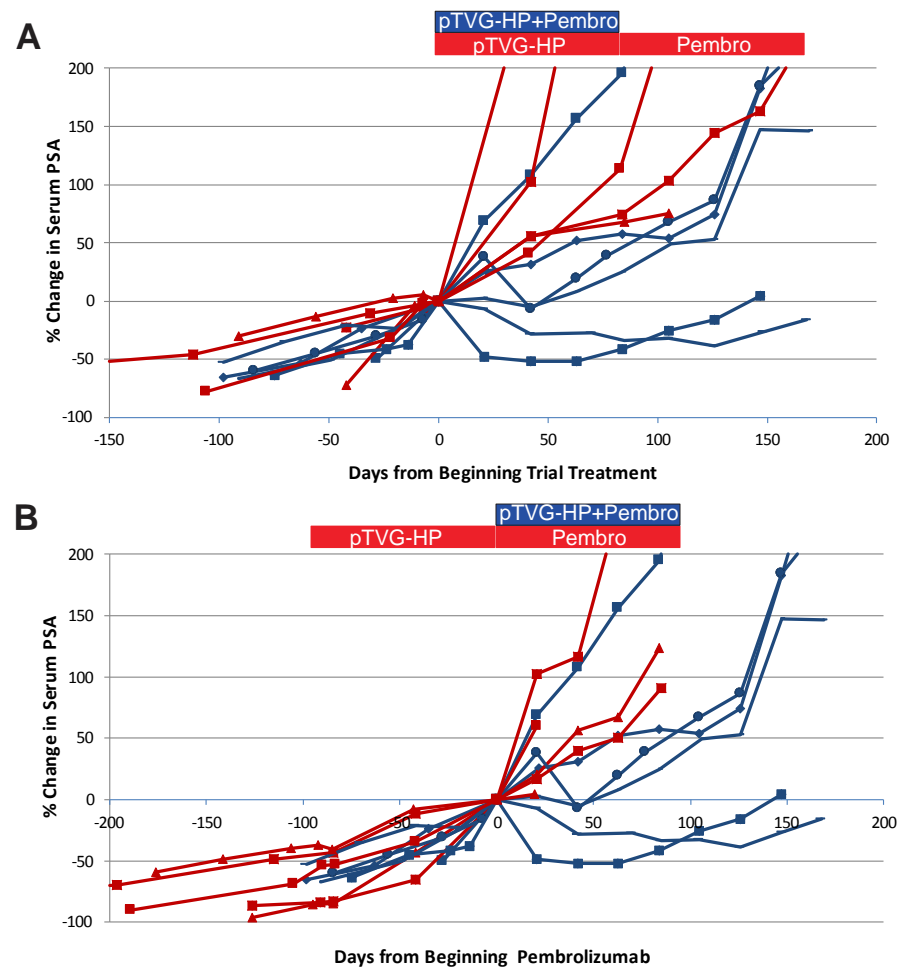 A
pTVG-HP+Pembro
pTVG-HP
Pembro
200
150
100
50
0
-50
-100
% Change in Serum PSA
-150
-100
-50
0
50
100
150
200
Days from Beginning Trial Treatment
B
pTVG-HP+Pembro
pTVG-HP
Pembro
200
150
100
50
0
-50
-100
% Change in Serum PSA
-200
-150
-100
-50
0
50
100
150
200
Days from Beginning Pembrolizumab